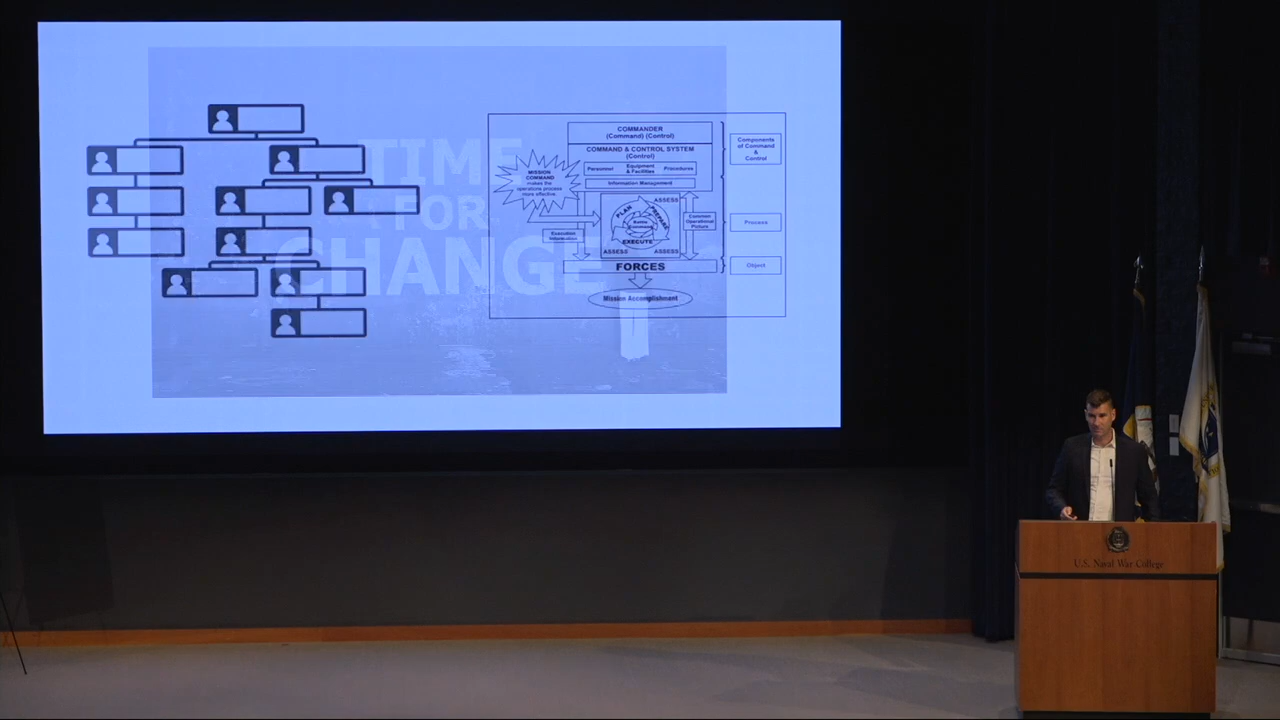 TIME
FOR
CHANGE
COMMANDER
(Command) (Control)
COMMAND & CONTROL SYSTEM
(Control)
Personnel Equipment & Facilities Procedures
Information Management
MISSION
COMMAND
makes the
operations process
more effective.
ASSESS
PLAN
PREPARE
EXECUTE
ASSESS
ASSESS
Common
Operational
Picture
Execution
Information
FORCES
Mission Accomplishment
Components
of Command
&
Control
Process
Object
U.S. Naval War College